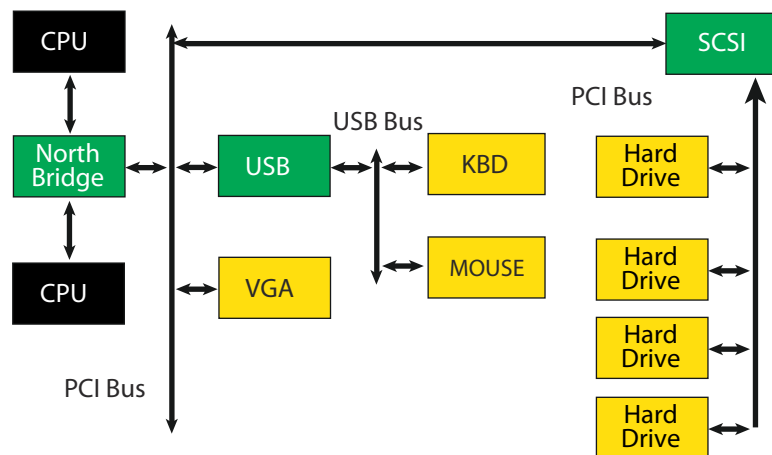 CPU
SCSI
PCI Bus
USB Bus
North
Bridge
USB
KBD
Hard
Drive
VGA
MOUSE
Hard
Drive
CPU
Hard
Drive
PCI Bus
Hard
Drive